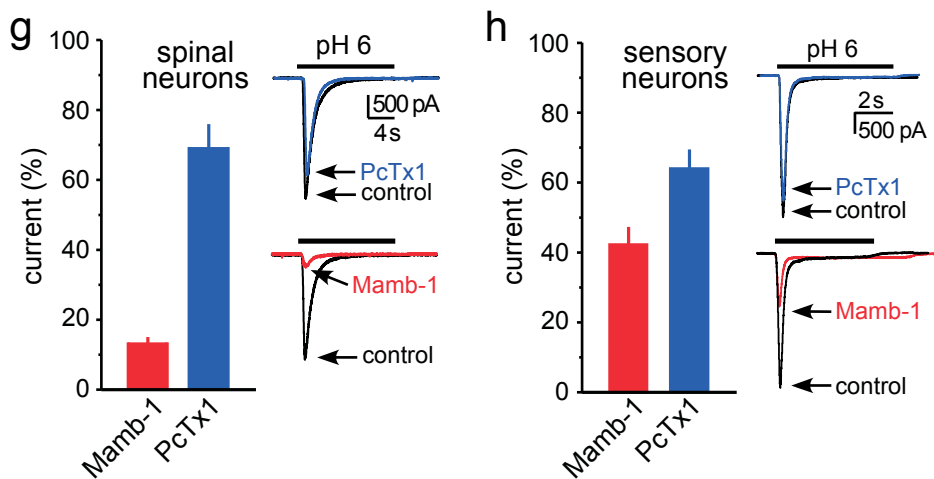 g
spinal
neurons
current (%)
100
80
60
40
20
0
Mamb-1
PcTx1
pH 6
500 pA
4s
PcTx1
control
Mamb-1
control
h
sensory
neurons
current (%)
100
80
60
40
20
0
Mamb-1
PcTx1
pH 6
2s
500 pA
PcTx1
control
Mamb-1
control